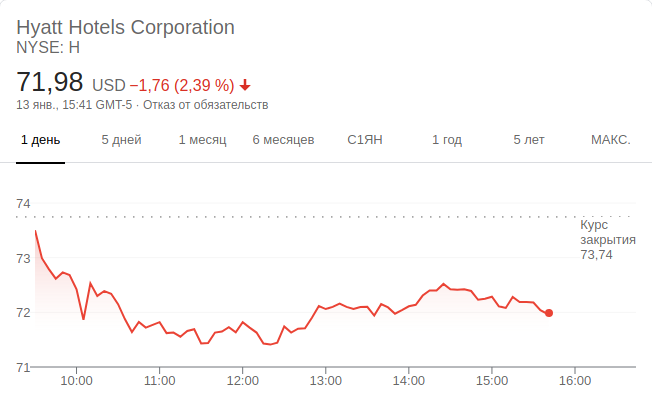 Hyatt Hotels Corporation
NYSE: H
71,98 USD −1,76 (2,39 %)
13 янв., 15:41 GMT-5 · Отказ от обязательств
1 день 5 дней 1 месяц 6 месяцев С1ЯН 1 год 5 лет МАКС.
74
Курс
закрытия
73,74
73
72
71
10:00 11:00 12:00 13:00 14:00 15:00 16:00